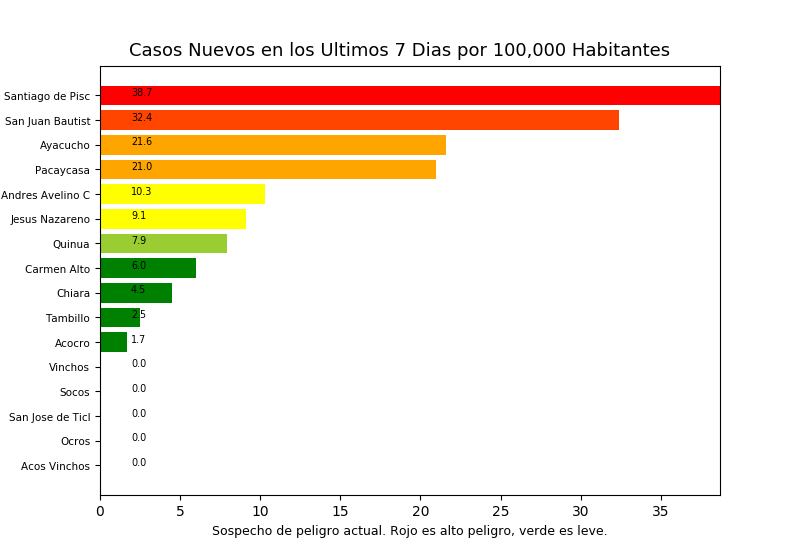 Casos Nuevos en los Ultimos 7 Dias por 100,000 Habitantes
Santiago de Pisc 38.7
San Juan Bautist 32.4
Ayacucho 21.6
Pacaycasa 21.0
Andres Avelino C 10.3
Jesus Nazareno 9.1
Quinua 7.9
Carmen Alto 6.0
Chiara 4.5
Tambillo 2.5
Acocro 1.7
Vinchos 0.0
Socos 0.0
San Jose de Ticl 0.0
Ocros 0.0
Acos Vinchos 0.0
0 5 10 15 20 25 30 35
Sospecho de peligro actual. Rojo es alto peligro, verde es leve.